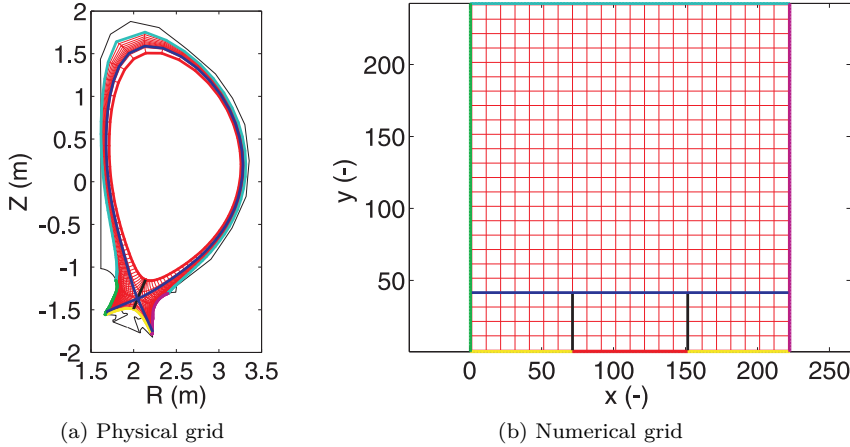 2
1.5
1
0.5
0
-0.5
-1
-1.5
-2
Z (m)
1.5 2 2.5 3 3.5
R (m)
(a) Physical grid
200
150
100
50
y (-)
0 50 100 150 200 250
x (-)
(b) Numerical grid